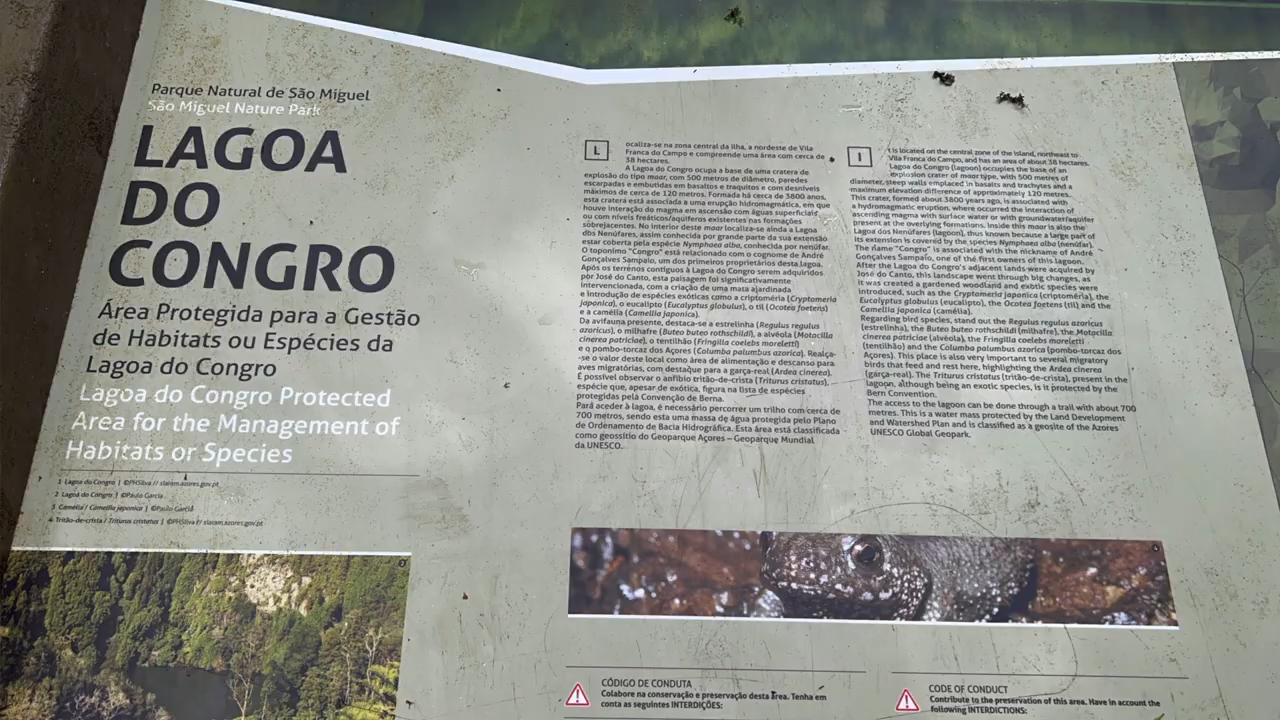 Parque Natural de São Miguel
São Miguel Nature Park
LAGOA
DO
CONGRO
Área Protegida para a Gestão
de Habitats ou Espécies da
Lagoa do Congro
Lagoa do Congro Protected
Area for the Management of
Habitats or Species
1 Lagoa do Congro | ©PHSilva // siaram.azores.gov.pt
2 Lagoa do Congro | ©Paulo Garcia
3 Camélia / Camellia japonica | ©Paulo Garcia
4 Tritão-de-crista / Triturus cristatus | ©PHSilva // siaram.azores.gov.pt
Localiza-se na zona central da ilha, a nordeste de Vila
Franca do Campo e compreende uma área com cerca de
38 hectares.
A Lagoa do Congro ocupa a base de uma cratera de
explosão do tipo maar, com 500 metros de diâmetro, paredes
escarpadas e embutidas em basaltos e traquitos e com desníveis
máximos de cerca de 120 metros. Formada há cerca de 3800 anos,
esta cratera está associada a uma erupção hidromagmática, em que
houve interação do magma em ascensão com águas superficiais
ou com níveis freáticos/aquíferos existentes nas formações
sobrejacentes. No interior deste maar localiza-se ainda a Lagoa
dos Nenúfares, assim conhecida por grande parte da sua extensão
estar coberta pela espécie Nymphaea alba, conhecida por nenúfar.
O topónimo "Congro" está relacionado com o cognome de André
Gonçalves Sampaio, um dos primeiros proprietários desta lagoa.
Após os terrenos contíguos à Lagoa do Congro serem adquiridos
por José do Canto, esta paisagem foi significativamente
intervencionada, com a criação de uma mata ajardinada
e introdução de espécies exóticas como a criptoméria (Cryptomeria
japonica), o eucalipto (Eucalyptus globulus), o til (Ocotea foetens)
e a camélia (Camellia japonica).
Da avifauna presente, destaca-se a estrelinha (Regulus regulus
azoricus), o milhafre (Buteo buteo rothschildi), a alvéola (Motacilla
cinerea patriciae), o tentilhão (Fringilla coelebs moreletti)
e o pombo-torcaz dos Açores (Columba palumbus azorica). Realça-
-se o valor deste local como área de alimentação e descanso para
aves migratórias, com destaque para a garça-real (Ardea cinerea).
É possível observar o anfíbio tritão-de-crista (Triturus cristatus),
espécie que, apesar de exótica, figura na lista de espécies
protegidas pela Convenção de Berna.
Para aceder à lagoa, é necessário percorrer um trilho com cerca de
700 metros, sendo esta uma massa de água protegida pelo Plano
de Ordenamento de Bacia Hidrográfica. Esta área está classificada
como geossítio do Geoparque Açores – Geoparque Mundial
da UNESCO.
It is located on the central zone of the island, northeast to
Vila Franca do Campo, and has an area of about 38 hectares.
Lagoa do Congro (lagoon) occupies the base of an
explosion crater of maar type, with 500 metres of
diameter, steep walls emplaced in basalts and trachytes and a
maximum elevation difference of approximately 120 metres.
This crater, formed about 3800 years ago, is associated with
a hydromagmatic eruption, where occurred the interaction of
ascending magma with surface water or with groundwater/aquifer
present at the overlying formations. Inside this maar is also the
Lagoa dos Nenúfares (lagoon), thus known because a large part of
its extension is covered by the species Nymphaea alba (nenúfar).
The name "Congro" is associated with the nickname of André
Gonçalves Sampaio, one of the first owners of this lagoon.
After the Lagoa do Congro's adjacent lands were acquired by
José do Canto, this landscape went through big changes, as
it was created a gardened woodland and exotic species were
introduced, such as the Cryptomeria japonica (criptoméria), the
Eucalyptus globulus (eucalipto), the Ocotea foetens (til) and the
Camellia japonica (camélia).
Regarding bird species, stand out the Regulus regulus azoricus
(estrelinha), the Buteo buteo rothschildi (milhafre), the Motacilla
cinerea patriciae (alvéola), the Fringilla coelebs moreletti
(tentilhão) and the Columba palumbus azorica (pombo-torcaz dos
Açores). This place is also very important to several migratory
birds that feed and rest here, highlighting the Ardea cinerea
(garça-real). The Triturus cristatus (tritão-de-crista), present in the
lagoon, although being an exotic species, is it protected by the
Bern Convention.
The access to the lagoon can be done through a trail with about 700
metres. This is a water mass protected by the Land Development
and Watershed Plan and is classified as a geosite of the Azores
UNESCO Global Geopark.
CÓDIGO DE CONDUTA
Colabore na conservação e preservação desta Área. Tenha em
conta as seguintes INTERDIÇÕES:
CODE OF CONDUCT
Contribute to the preservation of this area. Have in account the
following INTERDICTIONS: